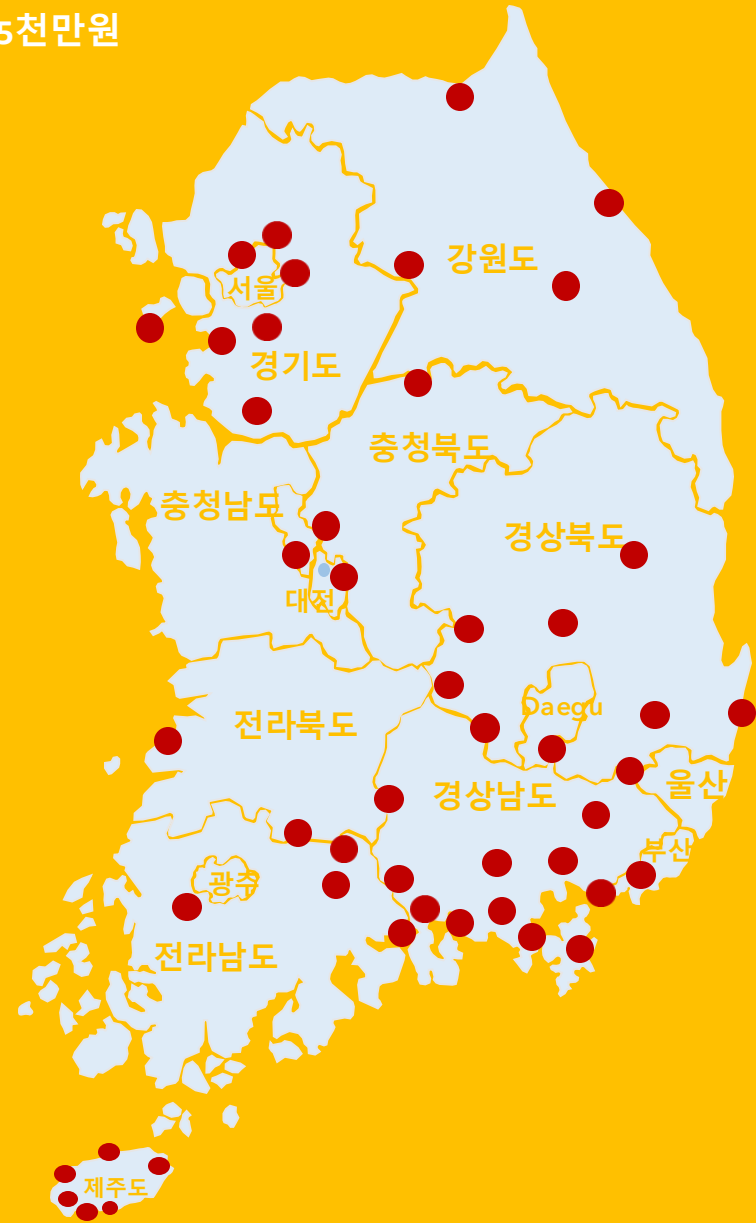 5천만원
강원도
서울
경기도
충청북도
충청남도
경상북도
대전
Daegu
전라북도
울산
경상남도
부산
광주
전라남도
제주도